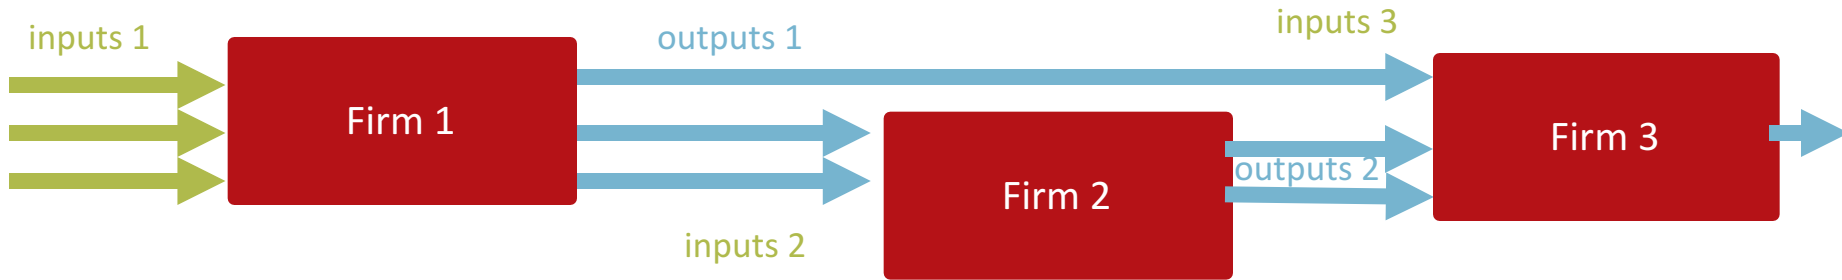 inputs 1
outputs 1
inputs 3
Firm 1
Firm 3
outputs 2
Firm 2
inputs 2